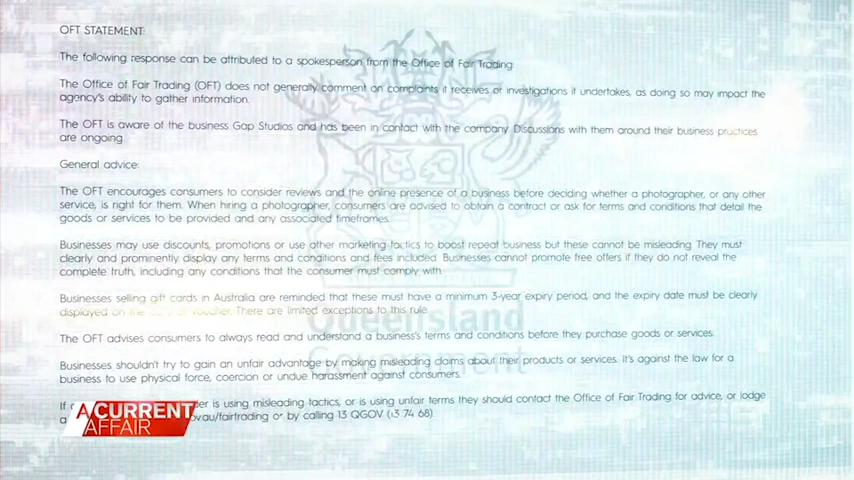 OFT STATEMENT:
The following response can be attributed to a spokesperson from the Office of Fair Trading:
The Office of Fair Trading (OFT) does not generally comment on complaints it receives or investigations it undertakes, as doing so may impact the
agency's ability to gather information.
The OFT is aware of the business Gap Studios and has been in contact with the company. Discussions with them around their business practices
are ongoing.
General advice:
The OFT encourages consumers to consider reviews and the online presence of a business before deciding whether a photographer, or any other
service, is right for them. When hiring a photographer, consumers are advised to obtain a contract or ask for terms and conditions that detail the
goods or services to be provided and any associated timeframes.
Businesses may use discounts, promotions or use other marketing tactics to boost repeat business but these cannot be misleading. They must
clearly and prominently display any terms and conditions and fees included. Businesses cannot promote free offers if they do not reveal the
complete truth, including any conditions that the consumer must comply with.
Businesses selling gift cards in Australia are reminded that these must have a minimum 3-year expiry period, and the expiry date must be clearly
displayed on the card or voucher. There are limited exceptions to this rule.
Queensland
Government
The OFT advises consumers to always read and understand a business's terms and conditions before they purchase goods or services.
Businesses shouldn't try to gain an unfair advantage by making misleading claims about their products or services. It's against the law for a
business to use physical force, coercion or undue harassment against consumers.
If is using misleading tactics, or is using unfair terms they should contact the Office of Fair Trading for advice, or lodge
.au/fairtrading or by calling 13 QGOV (13 74 68)
A CURRENT
AFFAIR